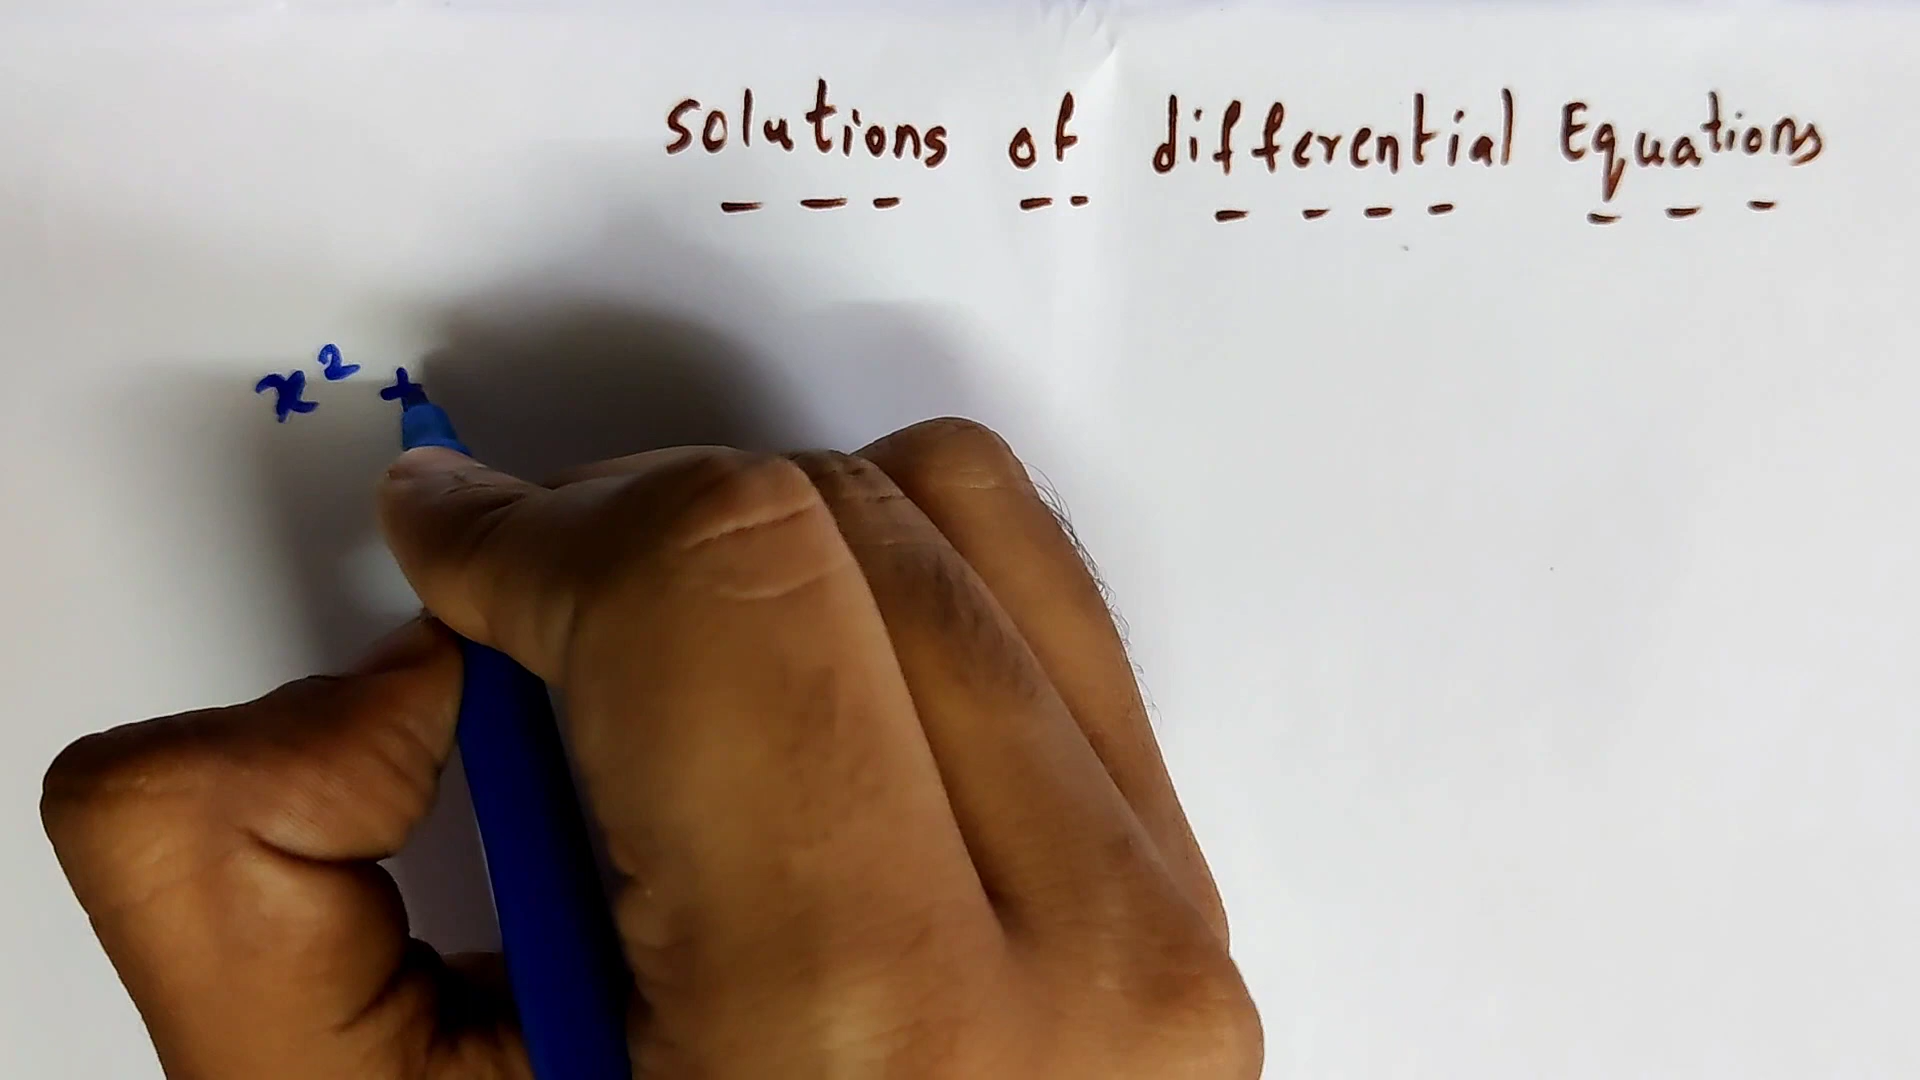 Solutions of differential Equations
x² +